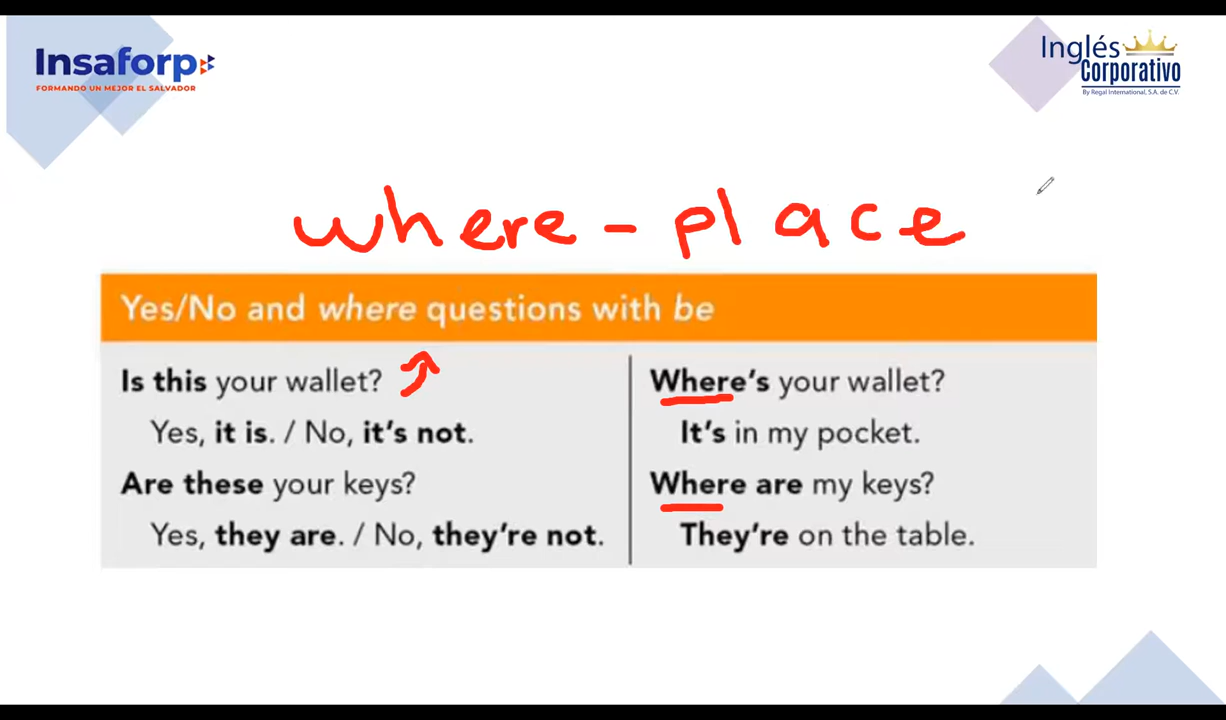 Insaforp
FORMANDO UN MEJOR EL SALVADOR
Inglés
Corporativo
By Regal International, S.A. de C.V.
where - place
Yes/No and where questions with be
Is this your wallet?
Yes, it is. / No, it's not.
Are these your keys?
Yes, they are. / No, they're not.
Where's your wallet?
It's in my pocket.
Where are my keys?
They're on the table.